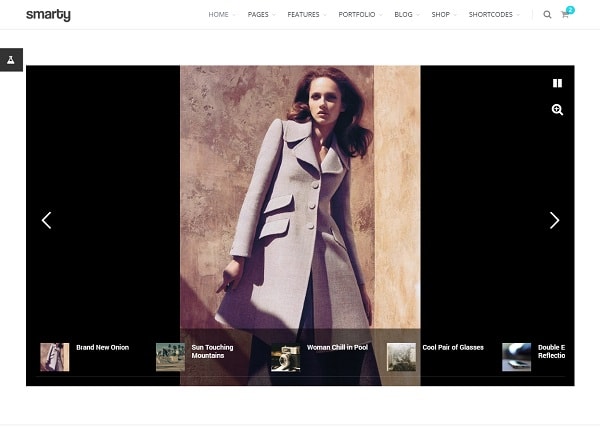 smarty
HOME PAGES FEATURES PORTFOLIO BLOG SHOP SHORTCODES 2
Brand New Onion
Sun Touching
Mountains
Woman Chill in Pool
Cool Pair of Glasses
Double E
Reflectio